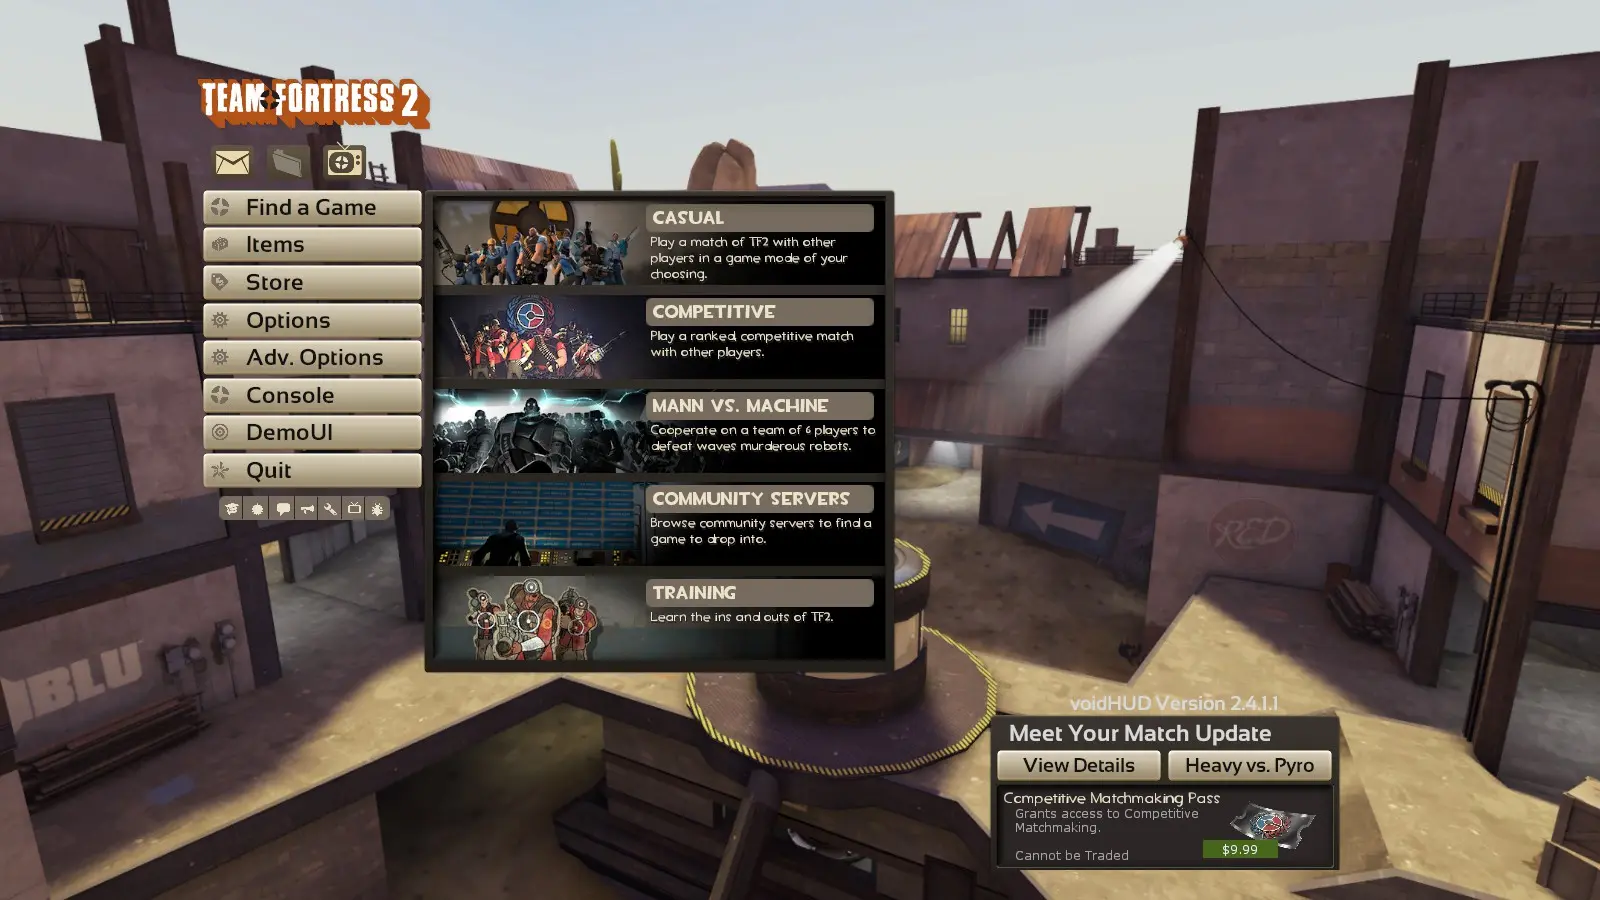 TEAM FORTRESS 2
Find a Game
Items
Store
Options
Adv. Options
Console
DemoUI
Quit
CASUAL
Play a match of TF2 with other
players in a game mode of your
choosing.
COMPETITIVE
Play a ranked, competitive match
with other players.
MANN VS. MACHINE
Cooperate on a team of 6 players to
defeat waves murderous robots.
COMMUNITY SERVERS
Browse community servers to find a
game to drop into.
TRAINING
Learn the ins and outs of TF2.
RED
BLU
voidHUD Version 2.4.1.1
Meet Your Match Update
View Details
Heavy vs. Pyro
Competitive Matchmaking Pass
Grants access to Competitive
Matchmaking.
Cannot be Traded
$9.99